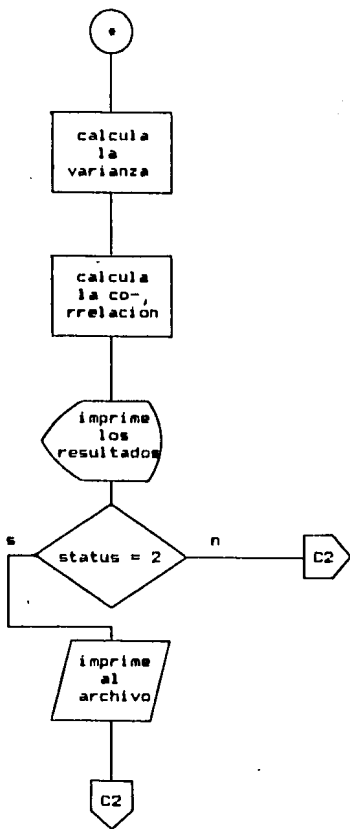 *
calcula
la
varianza
calcula
la co-,
rrelacion
imprime
los
resultados
s
status = 2
n
C2
imprime
al
archivo
C2